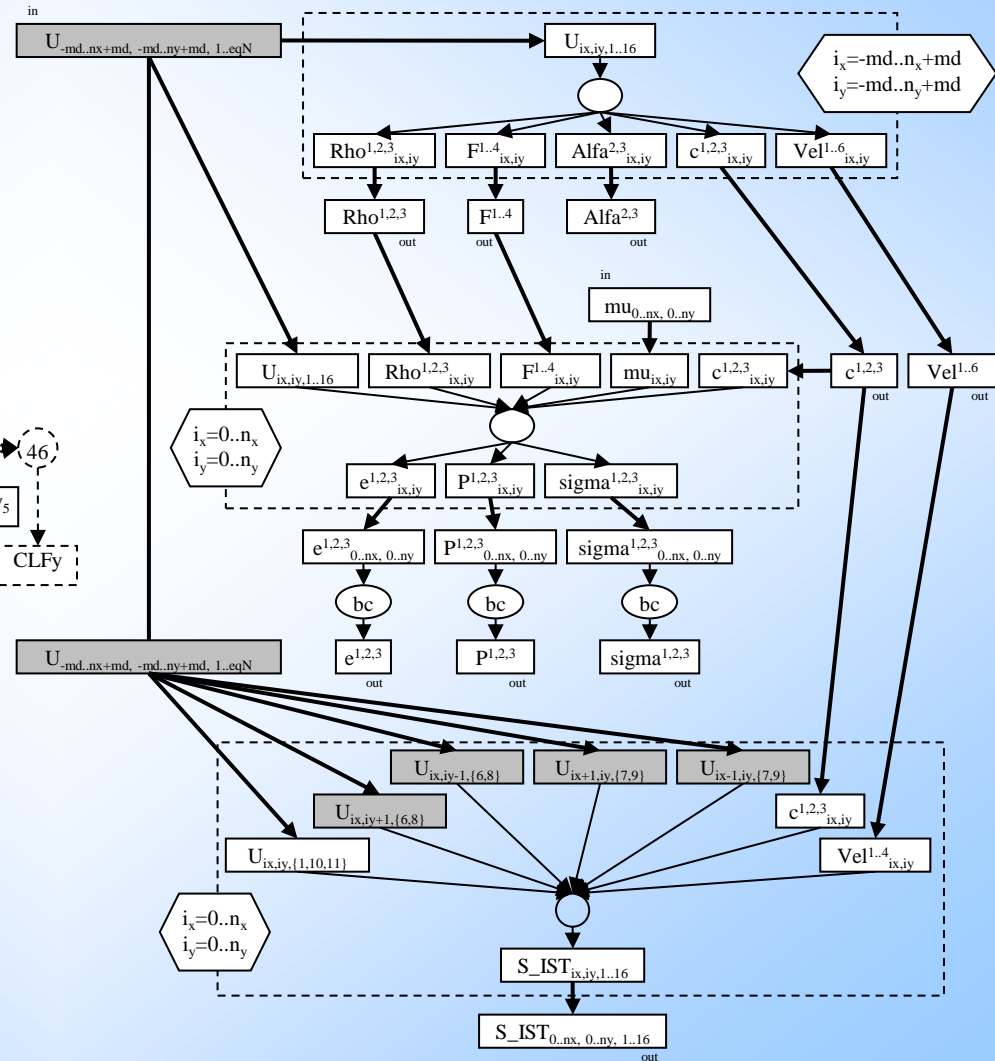 in
U-md..nx+md, -md..ny+md, 1..eqN
Uix,iy,1..16
ix=-md..nx+md
iy=-md..ny+md
Rho1,2,3ix,iy
F1..4ix,iy
Alfa2,3ix,iy
c1,2,3ix,iy
Vel1..6ix,iy
Rho1,2,3
F1..4
Alfa2,3
out
out
out
in
mu0..nx, 0..ny
Uix,iy,1..16
Rho1,2,3ix,iy
F1..4ix,iy
muix,iy
c1,2,3ix,iy
c1,2,3
Vel1..6
out
out
ix=0..nx
iy=0..ny
46
e1,2,3ix,iy
P1,2,3ix,iy
sigma1,2,3ix,iy
5
CLFy
e1,2,30..nx, 0..ny
P1,2,30..nx, 0..ny
sigma1,2,30..nx, 0..ny
bc
bc
bc
U-md..nx+md, -md..ny+md, 1..eqN
e1,2,3
P1,2,3
sigma1,2,3
out
out
out
Uix,iy-1,{6,8}
Uix+1,iy,{7,9}
Uix-1,iy,{7,9}
Uix,iy+1,{6,8}
c1,2,3ix,iy
Uix,iy,{1,10,11}
Vel1..4ix,iy
ix=0..nx
iy=0..ny
S_ISTix,iy,1..16
S_IST0..nx, 0..ny, 1..16
out